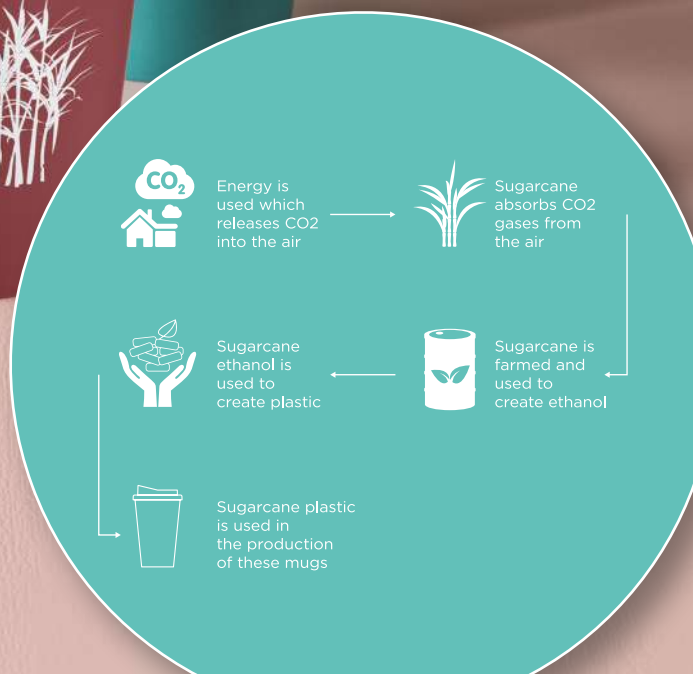 CO2
Energy is
used which
releases CO2
into the air
Sugarcane
absorbs CO2
gases from
the air
Sugarcane
ethanol is
used to
create plastic
Sugarcane is
farmed and
used to
create ethanol
Sugarcane plastic
is used in
the production
of these mugs